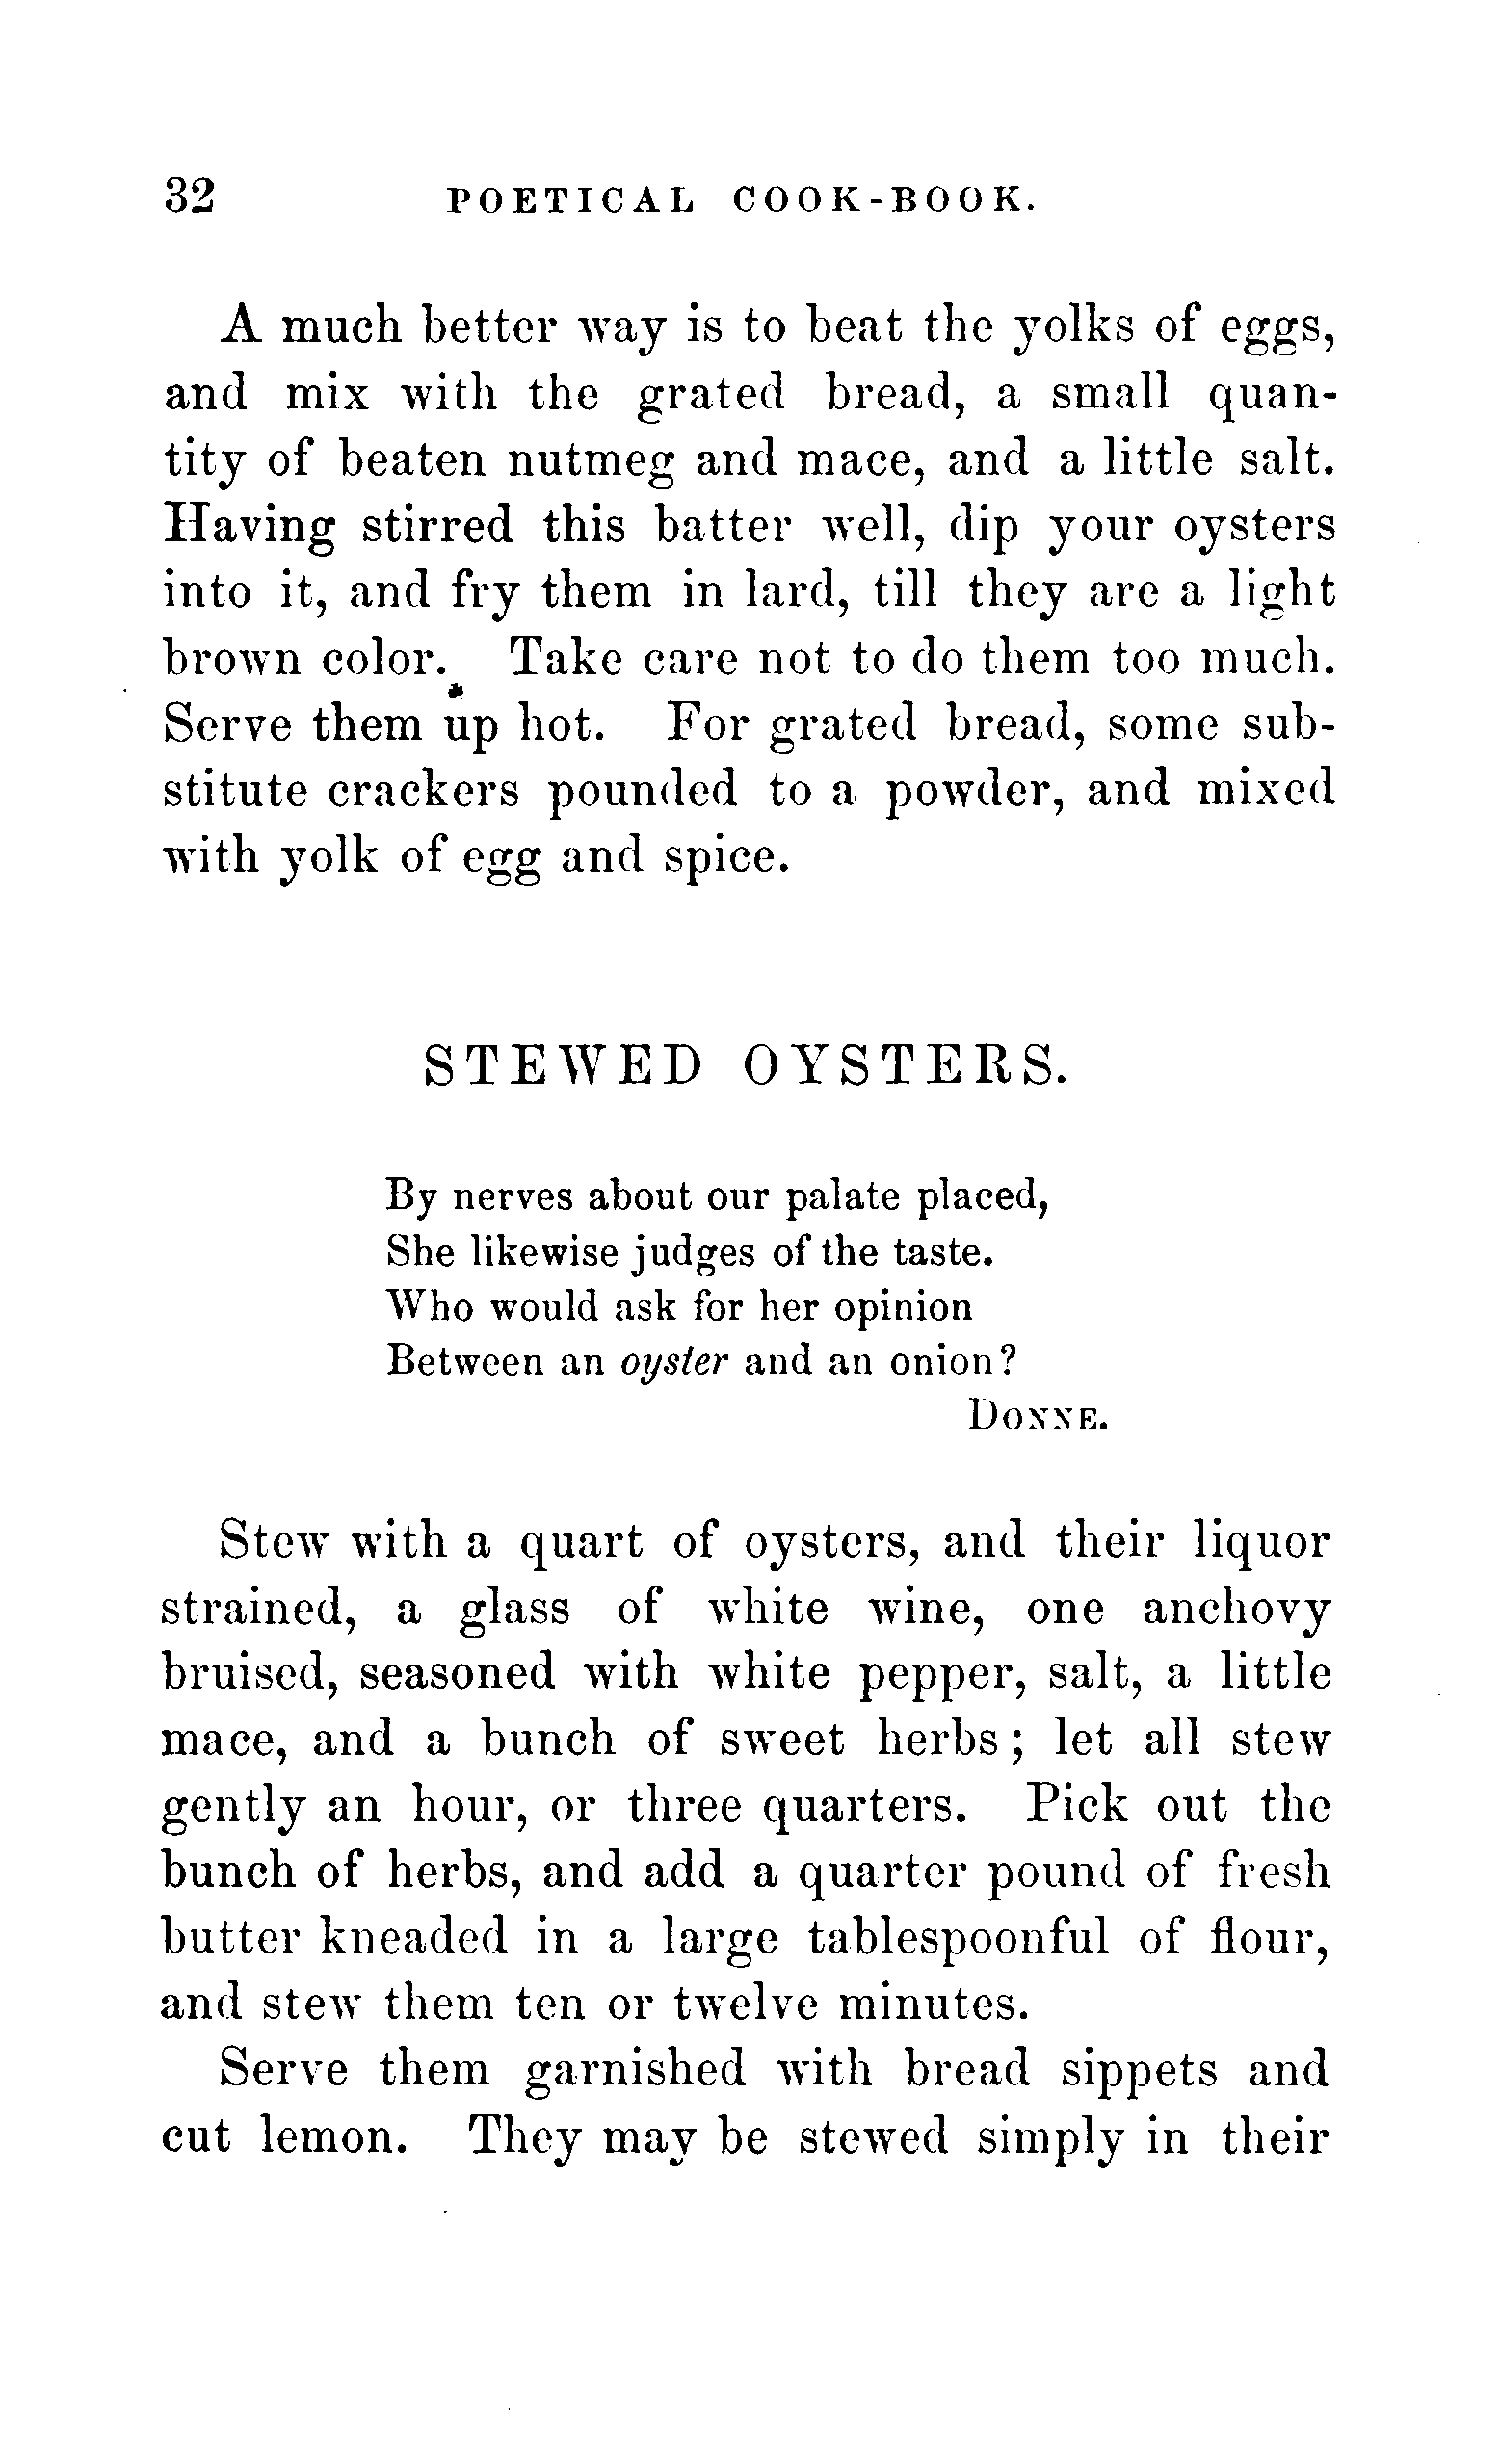 32 POETICAL COOK-BOOK.
A much better way is to beat the yolks of eggs,
and mix with the grated bread, a small quan-
tity of beaten nutmeg and mace, and a little salt.
Having stirred this batter well, dip your oysters
into it, and fry them in lard, till they are a light
brown color. Take care not to do them too much.
Serve them up hot. For grated bread, some sub-
stitute crackers pounded to a powder, and mixed
with yolk of egg and spice.
STEWED OYSTERS.
By nerves about our palate placed,
She likewise judges of the taste.
Who would ask for her opinion
Between an oyster and an onion?
DONNE.
Stew with a quart of oysters, and their liquor
strained, a glass of white wine, one anchovy
bruised, seasoned with white pepper, salt, a little
mace, and a bunch of sweet herbs; let all stew
gently an hour, or three quarters. Pick out the
bunch of herbs, and add a quarter pound of fresh
butter kneaded in a large tablespoonful of flour,
and stew them ten or twelve minutes.
Serve them garnished with bread sippets and
cut lemon. They may be stewed simply in their